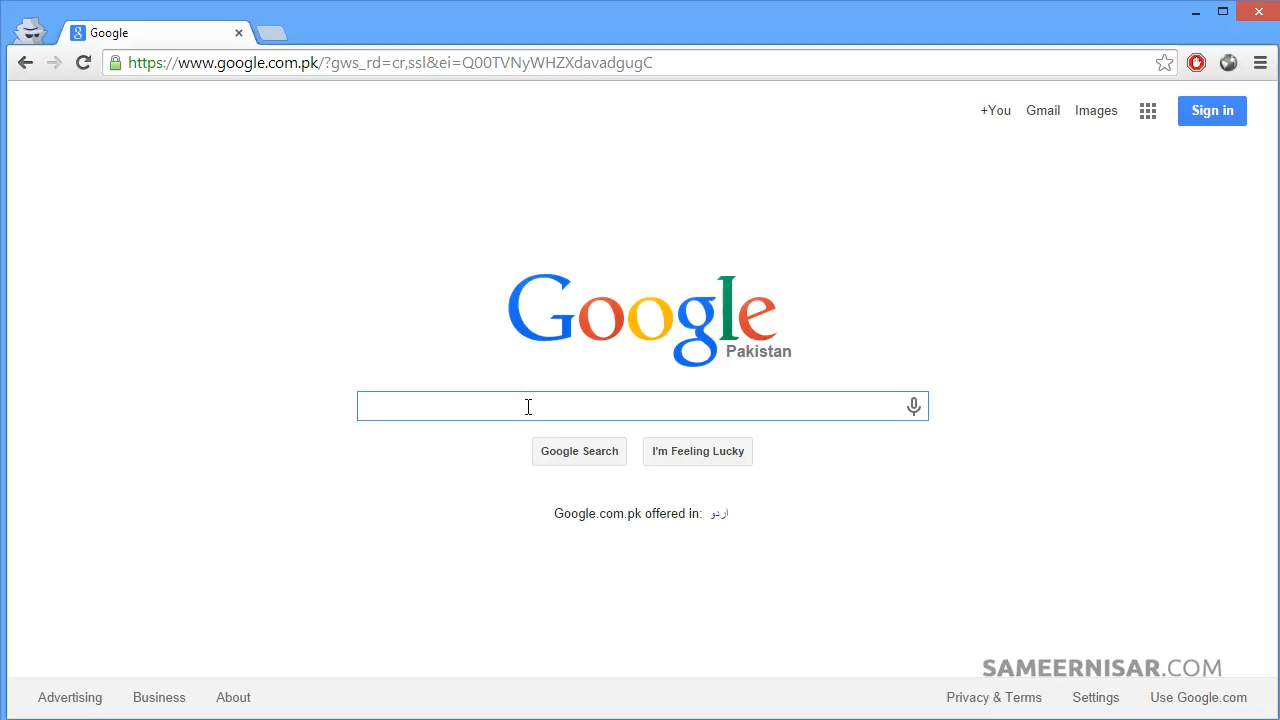 Google
https://www.google.com.pk/?gws_rd=cr,ssl&ei=Q00TVNyWHZXdavadgugC
+You Gmail Images Sign in
Google
Pakistan
Google Search I'm Feeling Lucky
Google.com.pk offered in: اردو
SAMEERNISAR.COM
Advertising Business About Privacy & Terms Settings Use Google.com